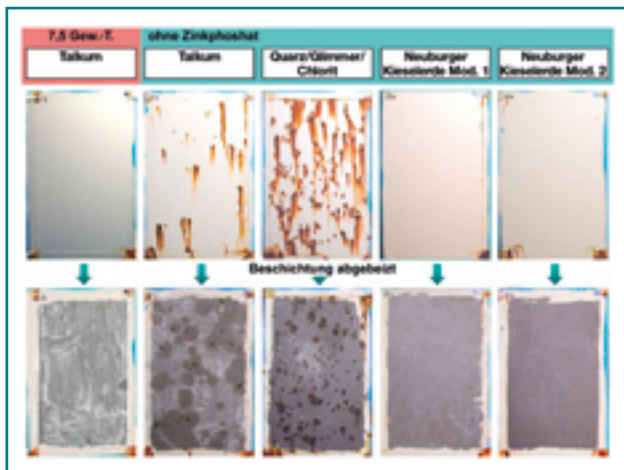 7,5 Gew.-T.
ohne Zinkphoshat
Talkum
Talkum
Quarz/Glimmer/
Chlorit
Neuburger
Kieselerde Mod. 1
Neuburger
Kieselerde Mod. 2
Beschichtung abgebeizt